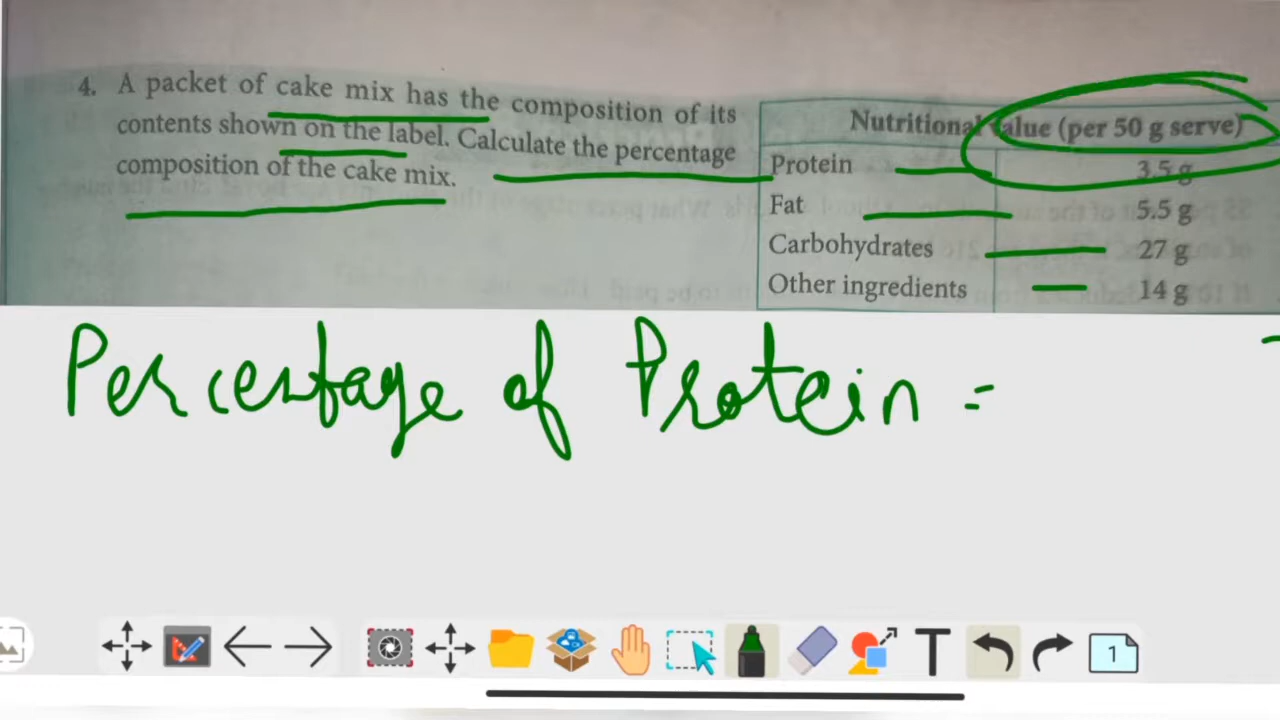 4. A packet of cake mix has the composition of its
contents shown on the label. Calculate the percentage
composition of the cake mix.
Nutritional Value (per 50 g serve)
Protein 3.5 g
Fat 5.5 g
Carbohydrates 27 g
Other ingredients 14 g
Percentage of Protein =
T
1